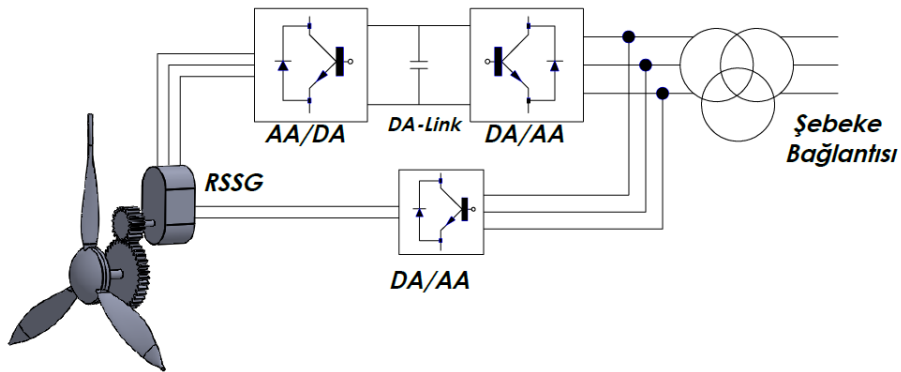 AA/DA
DA-Link
DA/AA
Şebeke
Bağlantısı
RSSG
DA/AA